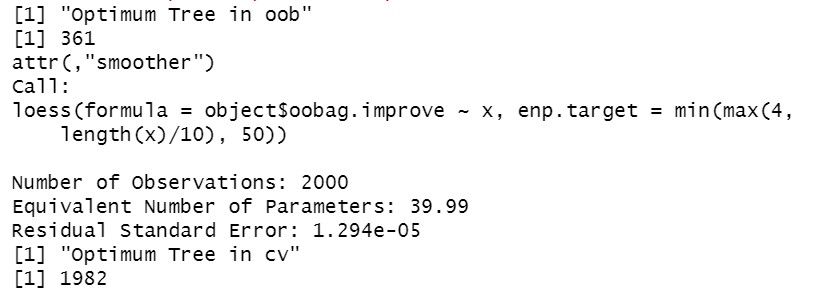 [1] "Optimum Tree in oob"
[1] 361
attr(,"smoother")
Call:
loess(formula = object$oobag.improve ~ x, enp.target = min(max(4,
    length(x)/10), 50))

Number of Observations: 2000
Equivalent Number of Parameters: 39.99
Residual Standard Error: 1.294e-05
[1] "Optimum Tree in cv"
[1] 1982